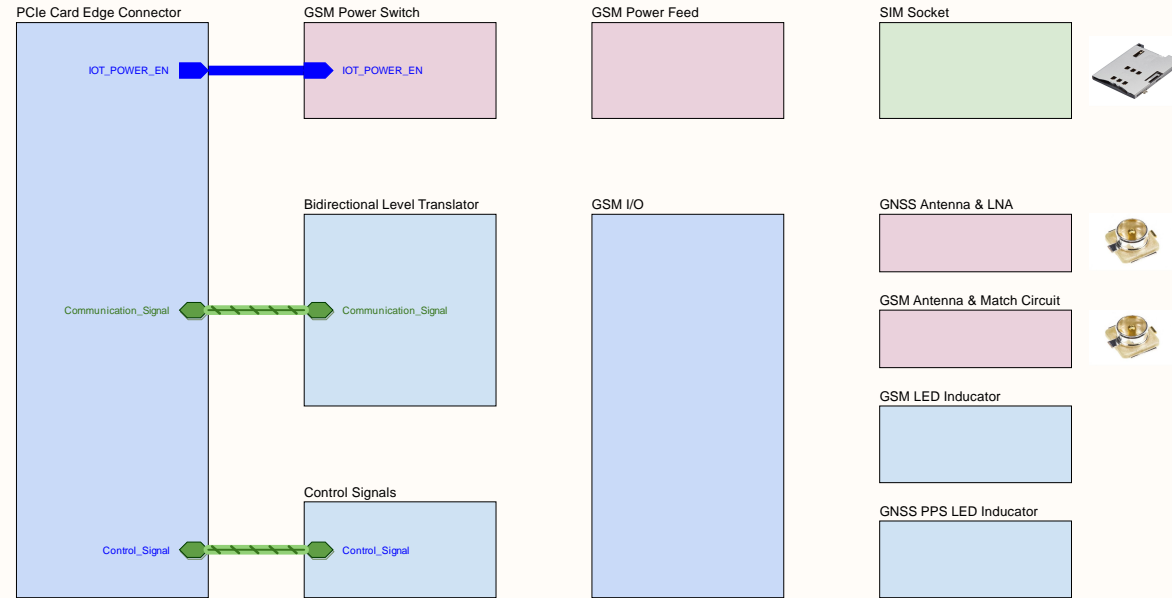 PCIe Card Edge Connector
GSM Power Switch
GSM Power Feed
SIM Socket
IOT_POWER_EN
IOT_POWER_EN
Bidirectional Level Translator
GSM I/O
GNSS Antenna & LNA
GSM Antenna & Match Circuit
Communication_Signal
Communication_Signal
GSM LED Inducator
Control Signals
GNSS PPS LED Inducator
Control_Signal
Control_Signal